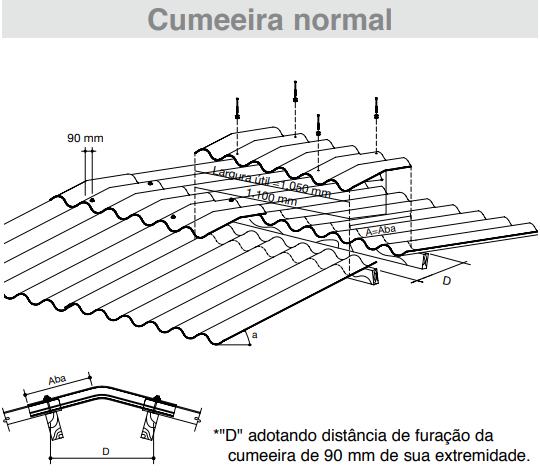 Cumeeira normal
90 mm
Largura útil=1.050 mm
1.100 mm
A=Aba
D
a
Aba
D
*"D" adotando distância de furação da
cumeeira de 90 mm de sua extremidade.